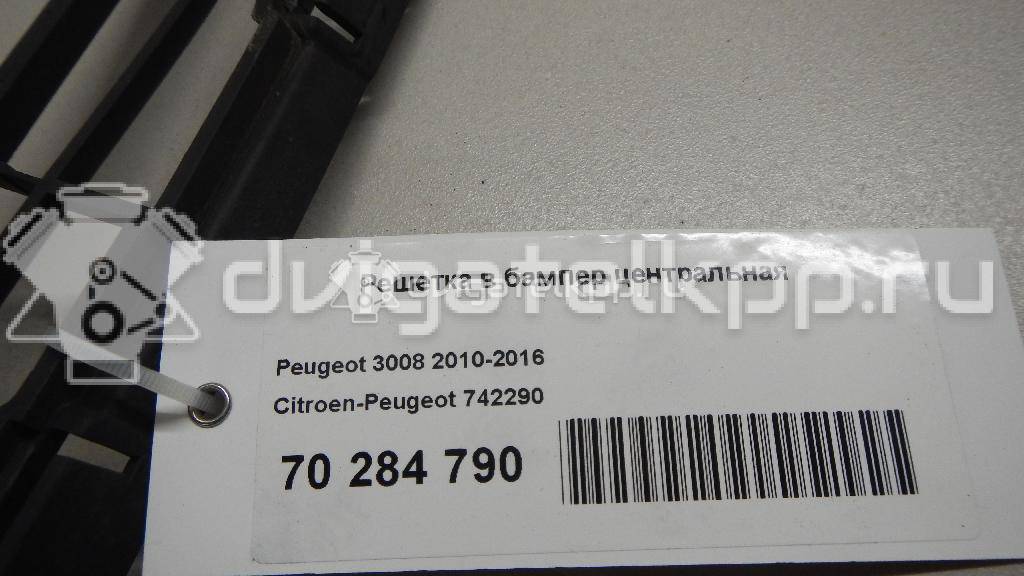 Решетка в бампер центральная
dvigatelkpp.ru
Peugeot 3008 2010-2016
Citroen-Peugeot 742290
70 284 790